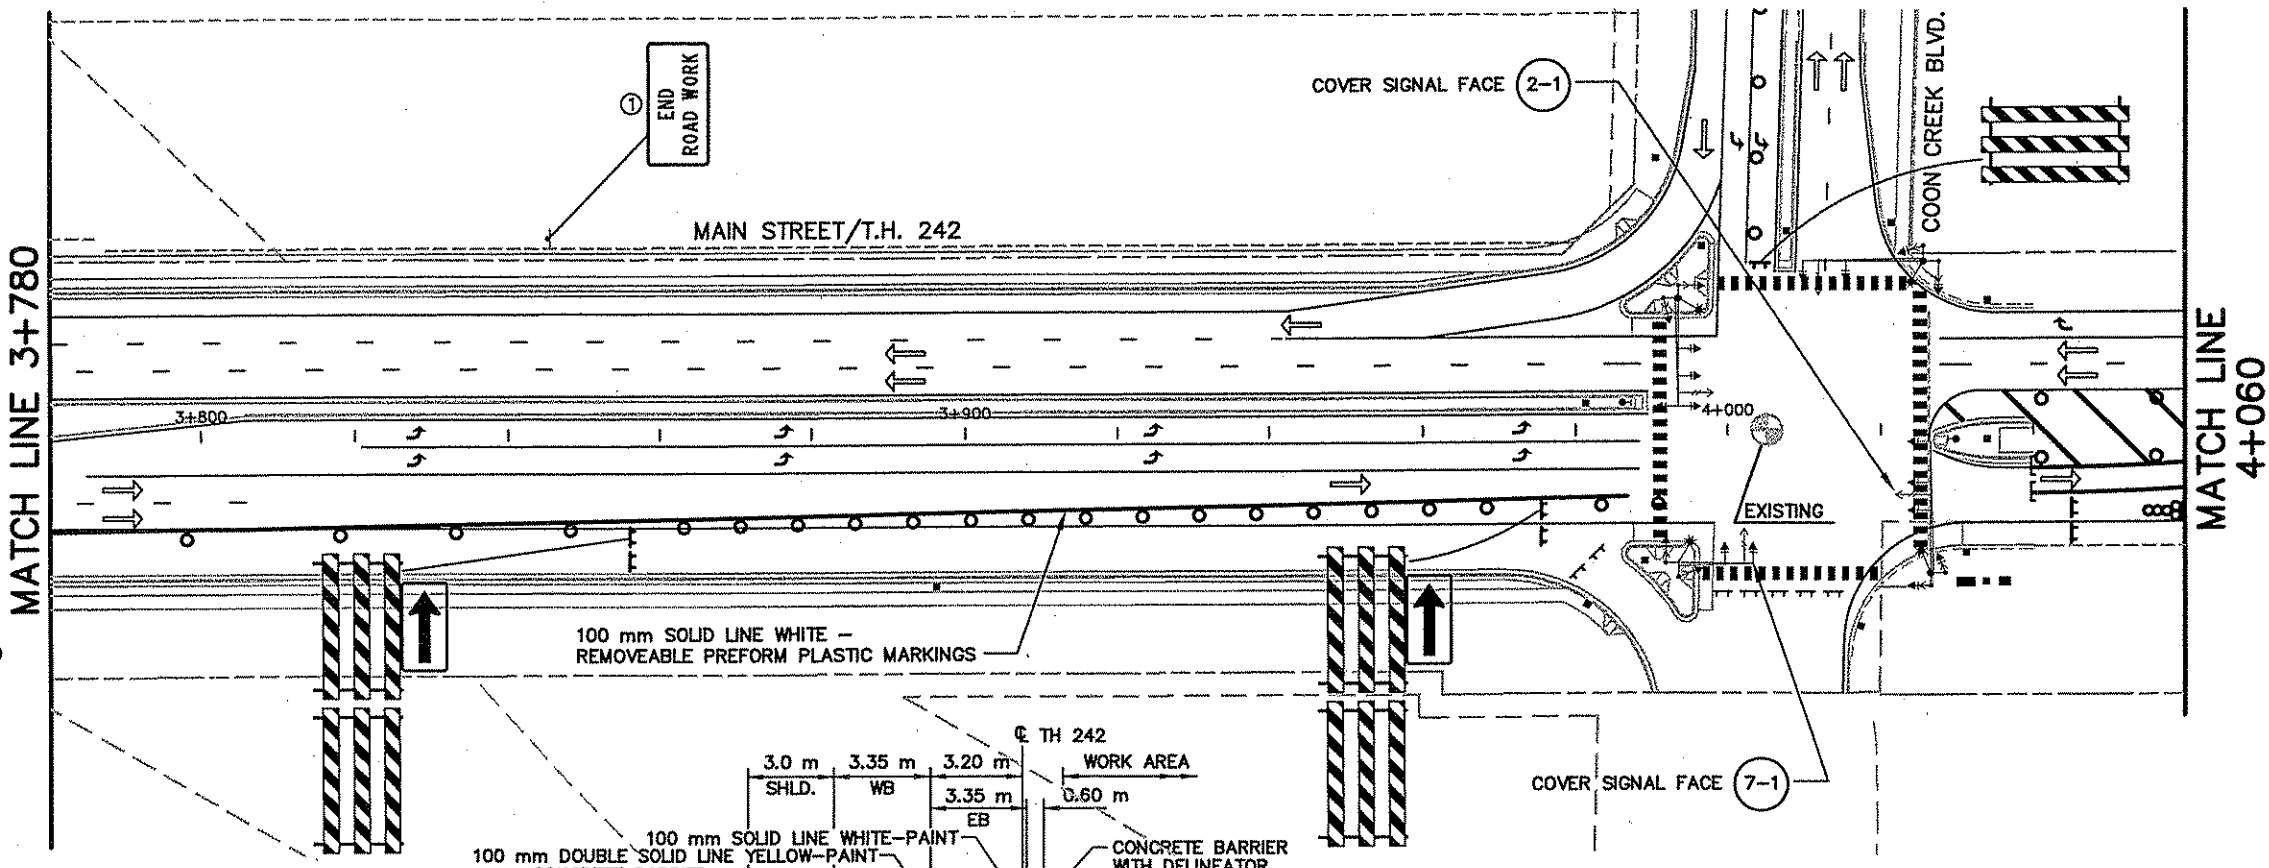 MATCH LINE 3+780
①
END
ROAD WORK
MAIN STREET/T.H. 242
COVER SIGNAL FACE 2-1
COON CREEK BLVD.
MATCH LINE
4+060
3+800
3+900
4+000
EXISTING
100 mm SOLID LINE WHITE –
REMOVEABLE PREFORM PLASTIC MARKINGS
COVER SIGNAL FACE 7-1
℄ TH 242
3.0 m 3.35 m 3.20 m WORK AREA
SHLD. WB
3.35 m 0.60 m
EB
100 mm SOLID LINE WHITE-PAINT
100 mm DOUBLE SOLID LINE YELLOW-PAINT
CONCRETE BARRIER
WITH DELINEATOR